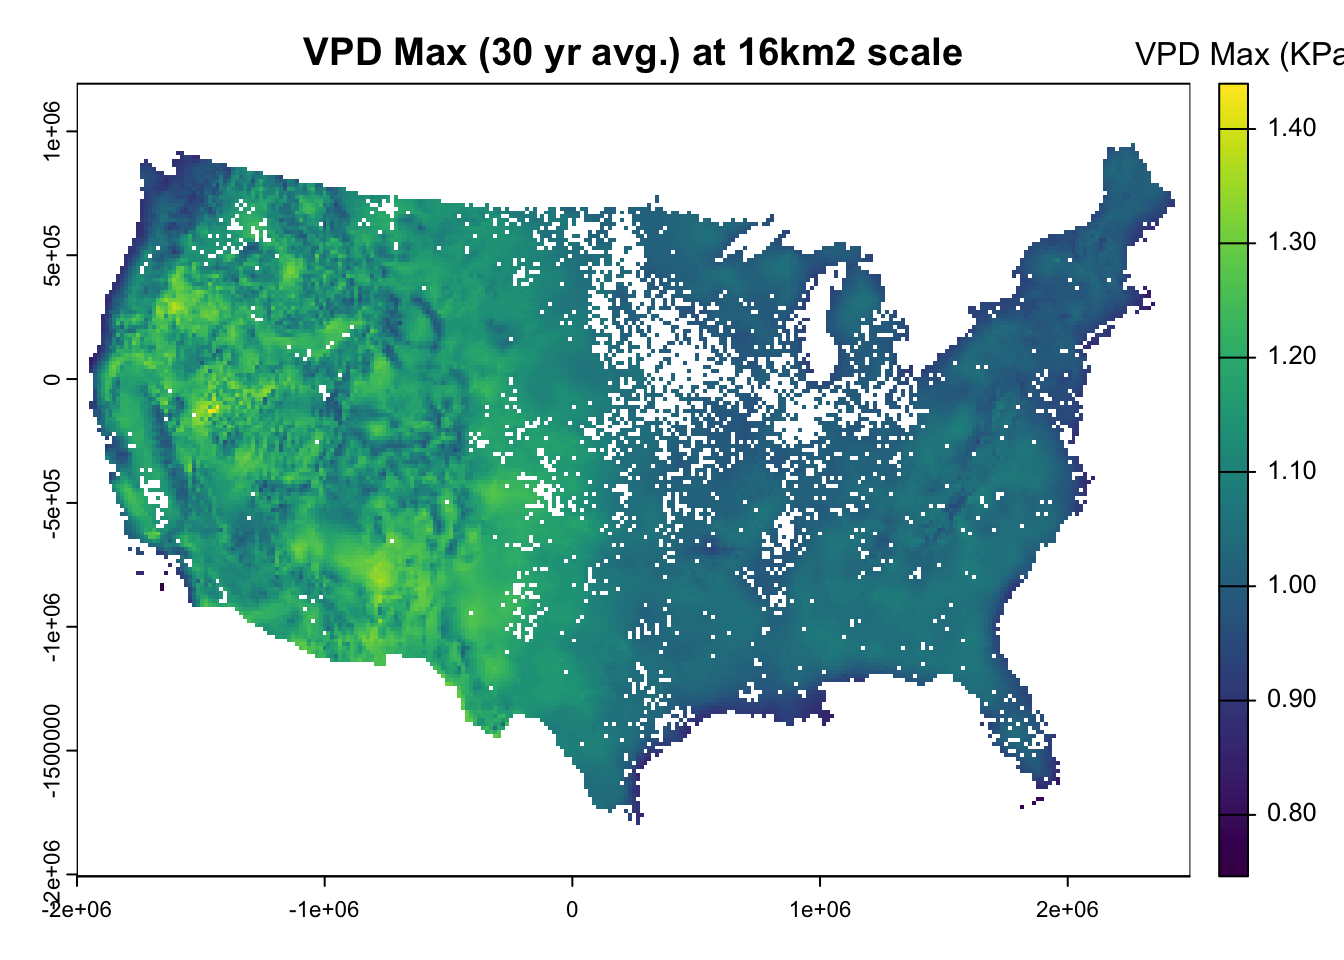 VPD Max (30 yr avg.) at 16km2 scale
VPD Max (KPa
1e+06
5e+05
0
-5e+05
-1e+06
-1500000
-2e+06
-2e+06
-1e+06
0
1e+06
2e+06
1.40
1.30
1.20
1.10
1.00
0.90
0.80